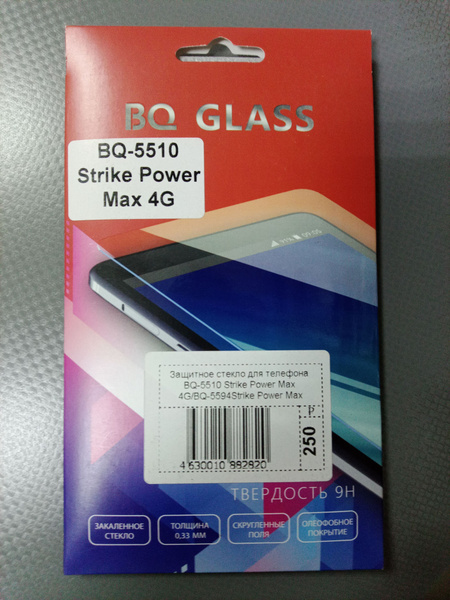 BQ GLASS
BQ-5510
Strike Power
Max 4G
Защитное стекло для телефона
BQ-5510 Strike Power Max
4G/BQ-5594Strike Power Max
250 Р
4 630010 892820
ТВЕРДОСТЬ 9Н
ЗАКАЛЕННОЕ
СТЕКЛО
ТОЛЩИНА
0,33 ММ
СКРУГЛЕННЫЕ
ПОЛЯ
ОЛЕОФОБНОЕ
ПОКРЫТИЕ